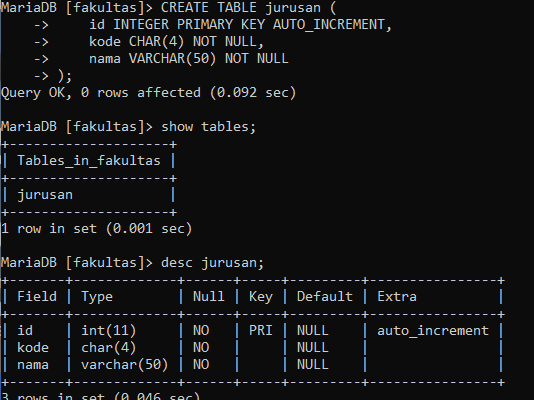 MariaDB [fakultas]> CREATE TABLE jurusan (
    ->     id INTEGER PRIMARY KEY AUTO_INCREMENT,
    ->     kode CHAR(4) NOT NULL,
    ->     nama VARCHAR(50) NOT NULL
    -> );
Query OK, 0 rows affected (0.092 sec)
MariaDB [fakultas]> show tables;
+--------------------+
| Tables_in_fakultas |
+--------------------+
| jurusan            |
+--------------------+
1 row in set (0.001 sec)
MariaDB [fakultas]> desc jurusan;
+-------+-------------+------+-----+---------+----------------+
| Field | Type        | Null | Key | Default | Extra          |
+-------+-------------+------+-----+---------+----------------+
| id    | int(11)     | NO   | PRI | NULL    | auto_increment |
| kode  | char(4)     | NO   |     | NULL    |                |
| nama  | varchar(50) | NO   |     | NULL    |                |
+-------+-------------+------+-----+---------+----------------+
3 rows in set (0.046 sec)